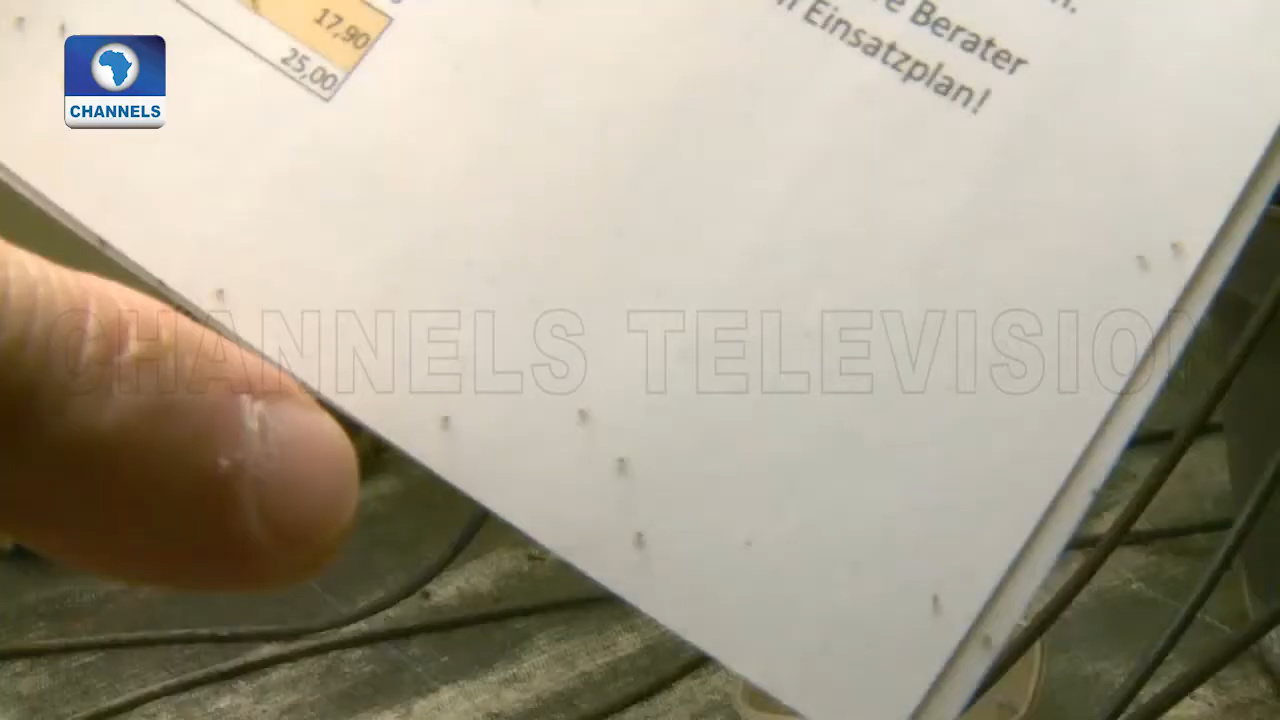 17,90
25,00
Berater
Einsatzplan!
CHANNELS
CHANNELS TELEVISION